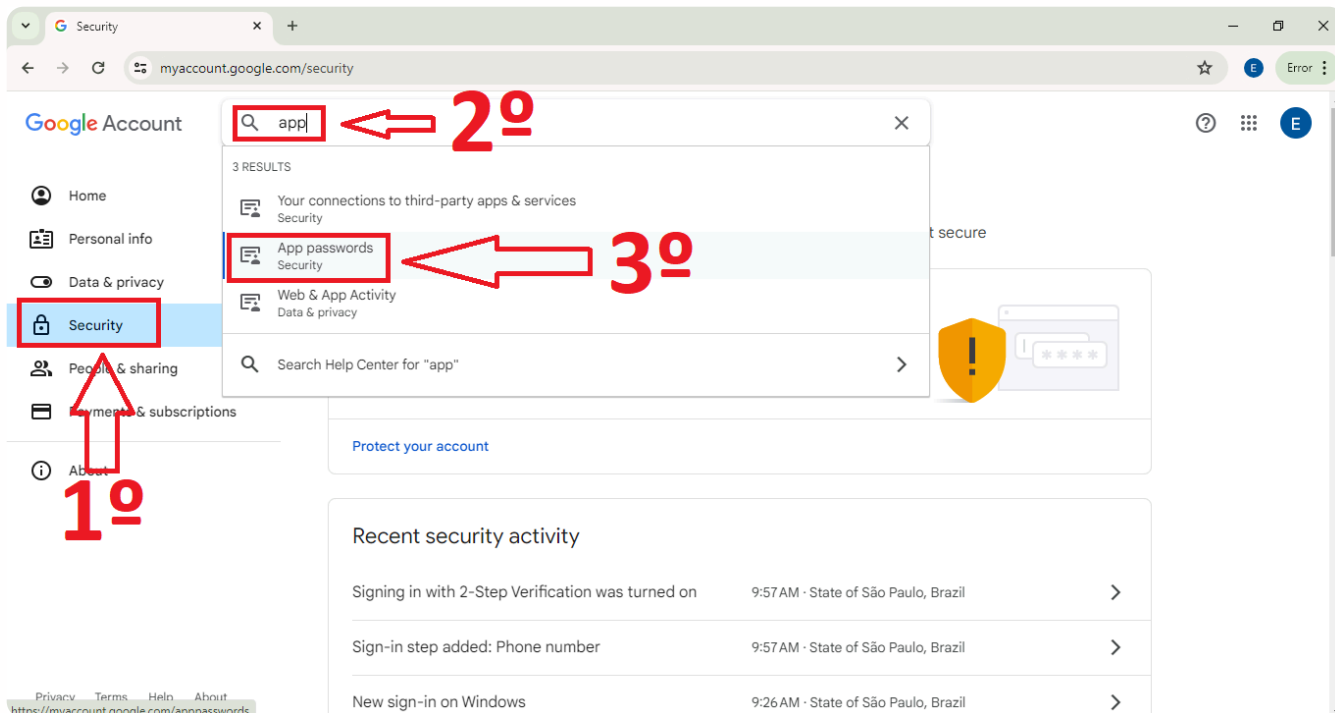 Security
myaccount.google.com/security
E
Error
Google Account
app
2º
E
3 RESULTS
Your connections to third-party apps & services
Security
App passwords
Security
3º
Web & App Activity
Data & privacy
Search Help Center for "app"
Home
Personal info
Data & privacy
Security
People & sharing
Payments & subscriptions
About
1º
t secure
* * * *
Protect your account
Recent security activity
Signing in with 2-Step Verification was turned on 9:57 AM · State of São Paulo, Brazil
Sign-in step added: Phone number 9:57 AM · State of São Paulo, Brazil
New sign-in on Windows 9:26 AM · State of São Paulo, Brazil
Privacy Terms Help About
https://myaccount.google.com/apppasswords